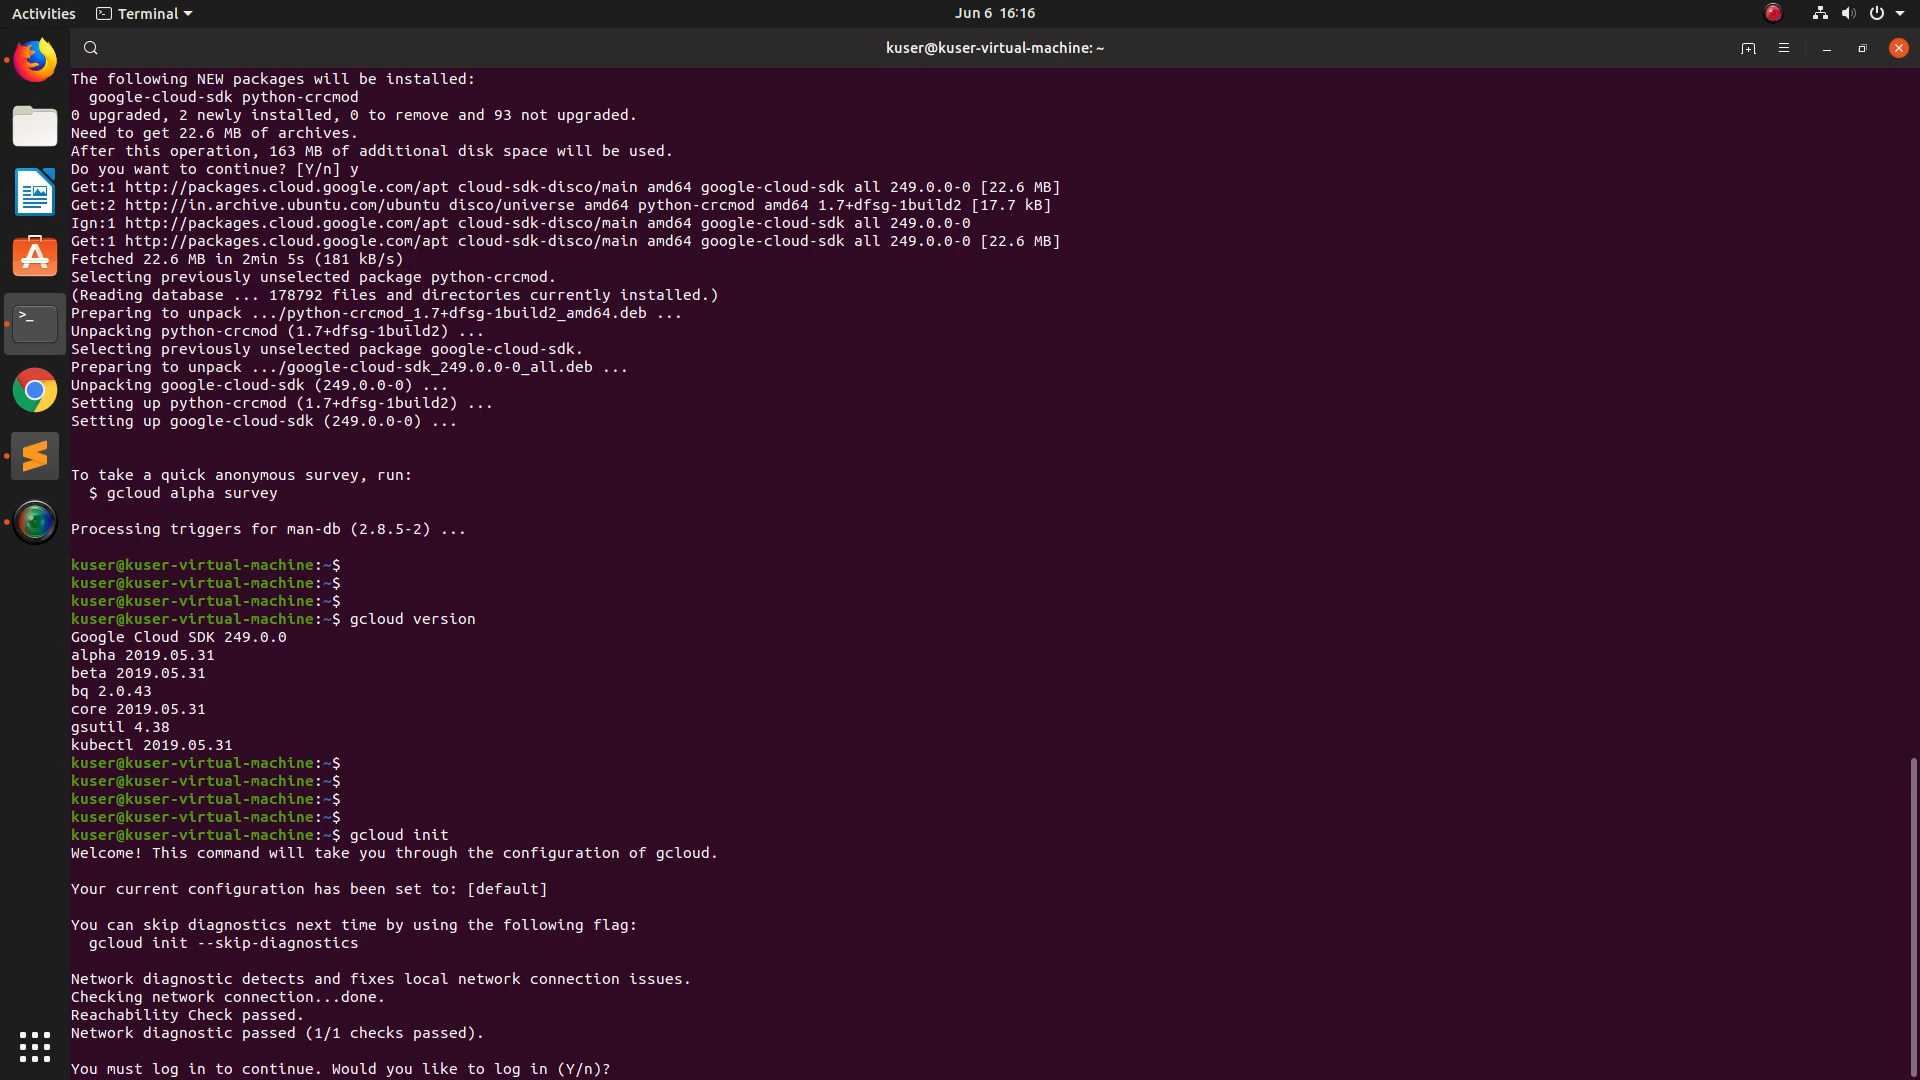 Activities
Terminal
Jun 6 16:16
kuser@kuser-virtual-machine: ~
The following NEW packages will be installed:
  google-cloud-sdk python-crcmod
0 upgraded, 2 newly installed, 0 to remove and 93 not upgraded.
Need to get 22.6 MB of archives.
After this operation, 163 MB of additional disk space will be used.
Do you want to continue? [Y/n] y
Get:1 http://packages.cloud.google.com/apt cloud-sdk-disco/main amd64 google-cloud-sdk all 249.0.0-0 [22.6 MB]
Get:2 http://in.archive.ubuntu.com/ubuntu disco/universe amd64 python-crcmod amd64 1.7+dfsg-1build2 [17.7 kB]
Ign:1 http://packages.cloud.google.com/apt cloud-sdk-disco/main amd64 google-cloud-sdk all 249.0.0-0
Get:1 http://packages.cloud.google.com/apt cloud-sdk-disco/main amd64 google-cloud-sdk all 249.0.0-0 [22.6 MB]
Fetched 22.6 MB in 2min 5s (181 kB/s)
Selecting previously unselected package python-crcmod.
(Reading database ... 178792 files and directories currently installed.)
Preparing to unpack .../python-crcmod_1.7+dfsg-1build2_amd64.deb ...
Unpacking python-crcmod (1.7+dfsg-1build2) ...
Selecting previously unselected package google-cloud-sdk.
Preparing to unpack .../google-cloud-sdk_249.0.0-0_all.deb ...
Unpacking google-cloud-sdk (249.0.0-0) ...
Setting up python-crcmod (1.7+dfsg-1build2) ...
Setting up google-cloud-sdk (249.0.0-0) ...
To take a quick anonymous survey, run:
  $ gcloud alpha survey
Processing triggers for man-db (2.8.5-2) ...
kuser@kuser-virtual-machine:~$
kuser@kuser-virtual-machine:~$
kuser@kuser-virtual-machine:~$
kuser@kuser-virtual-machine:~$ gcloud version
Google Cloud SDK 249.0.0
alpha 2019.05.31
beta 2019.05.31
bq 2.0.43
core 2019.05.31
gsutil 4.38
kubectl 2019.05.31
kuser@kuser-virtual-machine:~$
kuser@kuser-virtual-machine:~$
kuser@kuser-virtual-machine:~$
kuser@kuser-virtual-machine:~$
kuser@kuser-virtual-machine:~$ gcloud init
Welcome! This command will take you through the configuration of gcloud.
Your current configuration has been set to: [default]
You can skip diagnostics next time by using the following flag:
  gcloud init --skip-diagnostics
Network diagnostic detects and fixes local network connection issues.
Checking network connection...done.
Reachability Check passed.
Network diagnostic passed (1/1 checks passed).
You must log in to continue. Would you like to log in (Y/n)?